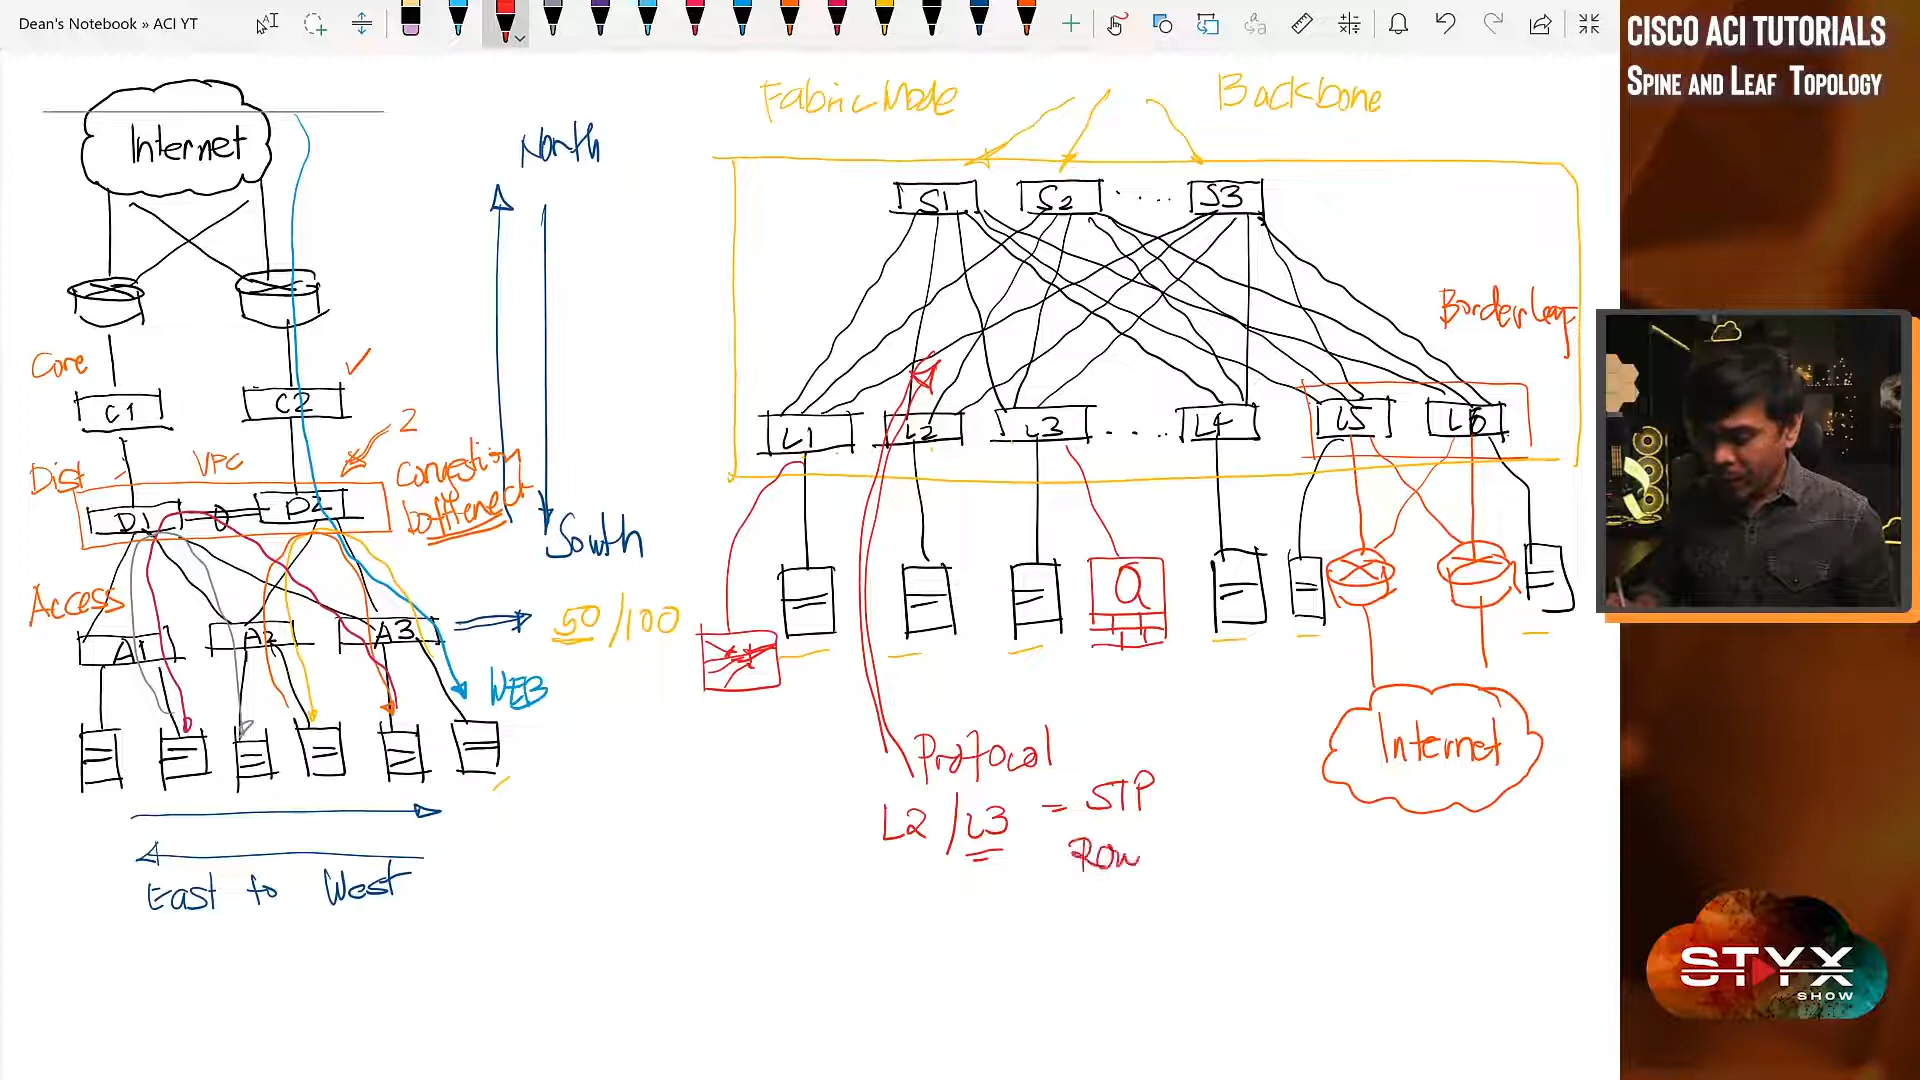 Dean's Notebook » ACI YT
CISCO ACI TUTORIALS
SPINE AND LEAF TOPOLOGY
Internet
North
South
Core
C1
C2
2
Dist
VPC
Congestion
bottleneck
D1
D2
Access
A1
A2
A3
50/100
WEB
East to West
Fabric Mode
Backbone
S1
S2
....
S3
Border Leaf
L1
L2
L3
....
L4
L5
L6
Internet
Protocol
L2 / L3 = STP
Rou
STYX
SHOW